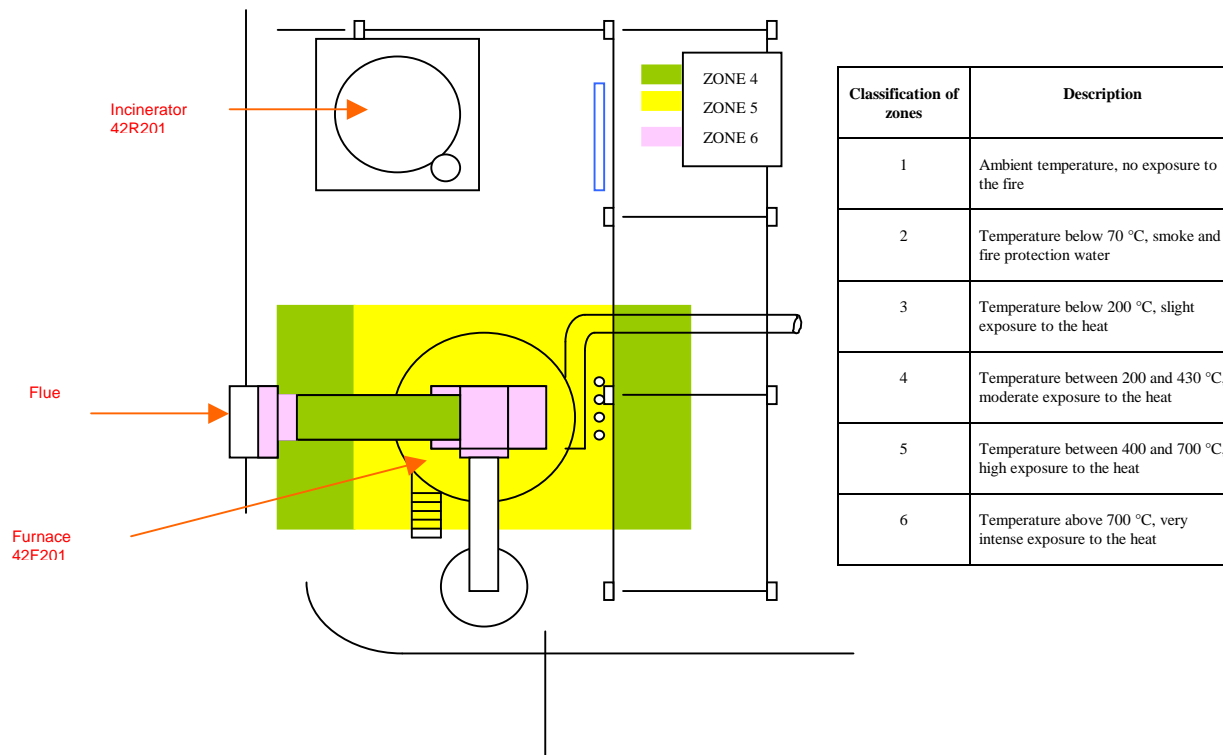 Incinerator
42R201
ZONE 4
ZONE 5
ZONE 6
Flue
Furnace
42F201
Classification of
zones
Description
1
Ambient temperature, no exposure to
the fire
2
Temperature below 70 °C, smoke and
fire protection water
3
Temperature below 200 °C, slight
exposure to the heat
4
Temperature between 200 and 430 °C,
moderate exposure to the heat
5
Temperature between 400 and 700 °C,
high exposure to the heat
6
Temperature above 700 °C, very
intense exposure to the heat